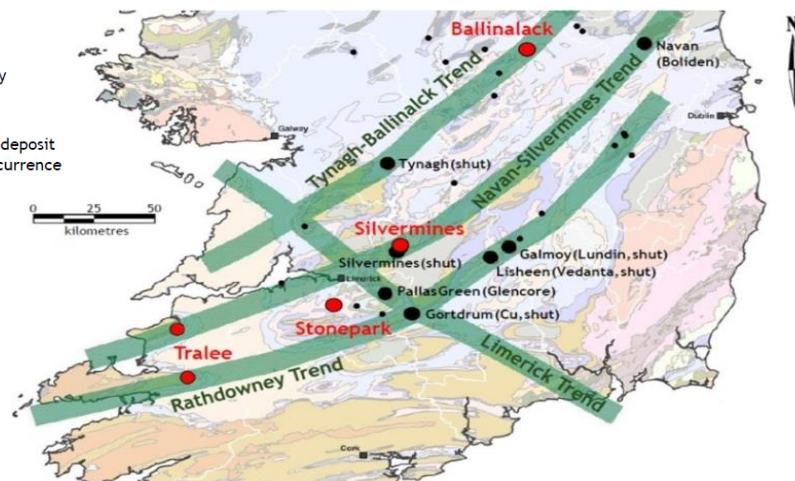 Ballinalack
N
Navan
(Boliden)
y
Dublin
deposit
Galway
currence
Tynagh-Ballinalck Trend
Tynagh(shut)
Navan-Silvermines Trend
0 25 50
kilometres
Silvermines
Silvermines(shut)
Galmoy(Lundin, shut)
Lisheen(Vedanta,shut)
Limerick
PallasGreen(Glencore)
Gortdrum(Cu,shut)
Stonepark
Tralee
Rathdowney Trend
Limerick Trend
Cork